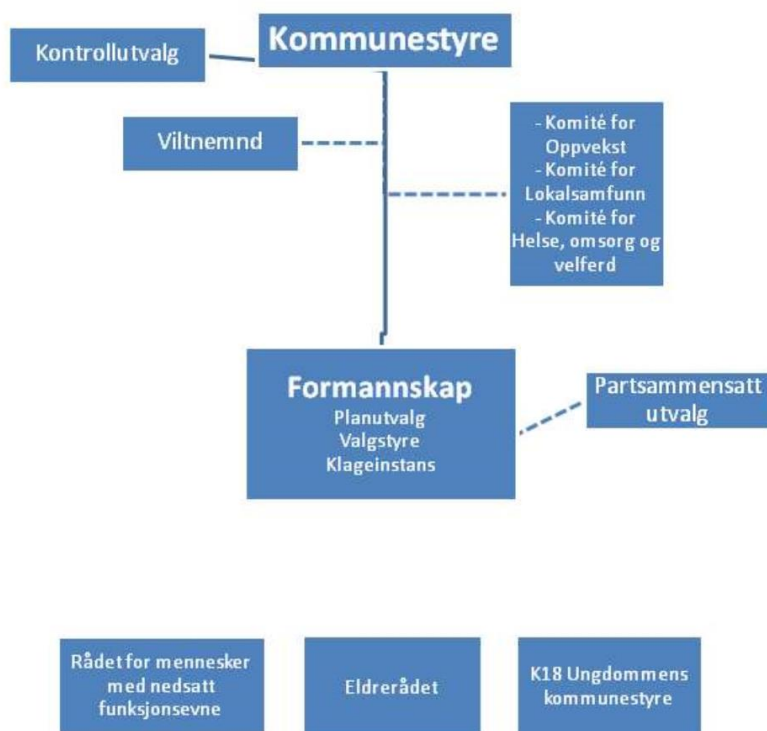 Kommunestyre
Kontrollutvalg
Viltnemnd
- Komité for
Oppvekst
- Komité for
Lokalsamfunn
- Komité for
Helse, omsorg og
velferd
Formannskap
Planutvalg
Valgstyre
Klageinstans
Partsammensatt
utvalg
Rådet for mennesker
med nedsatt
funksjonsevne
Eldrerådet
K18 Ungdommens
kommunestyre